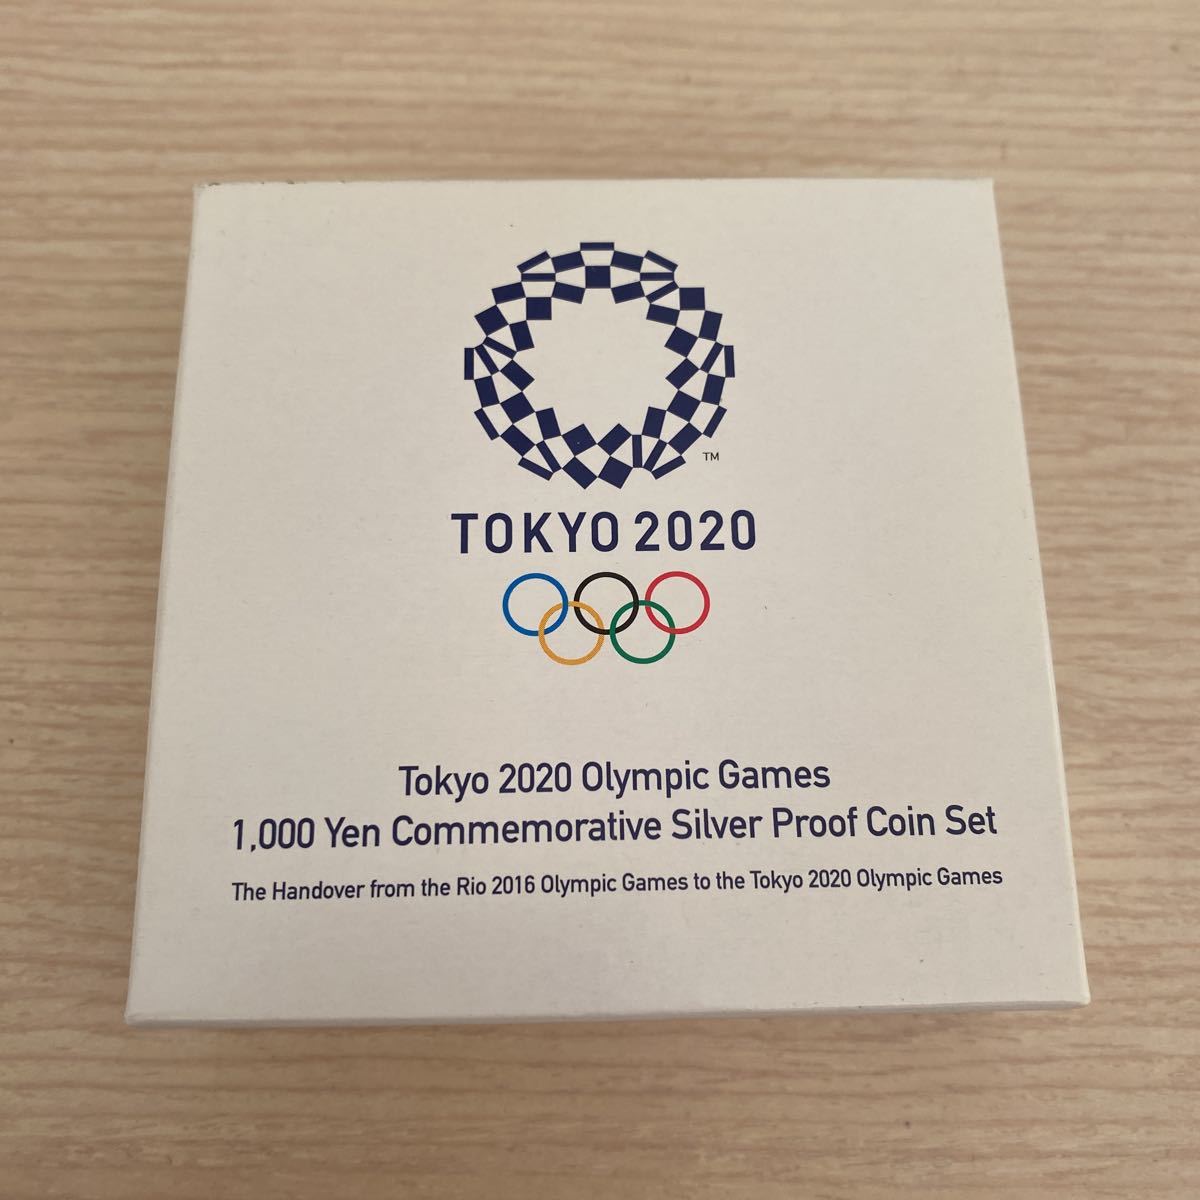 TM
TOKYO 2020
Tokyo 2020 Olympic Games
1,000 Yen Commemorative Silver Proof Coin Set
The Handover from the Rio 2016 Olympic Games to the Tokyo 2020 Olympic Games